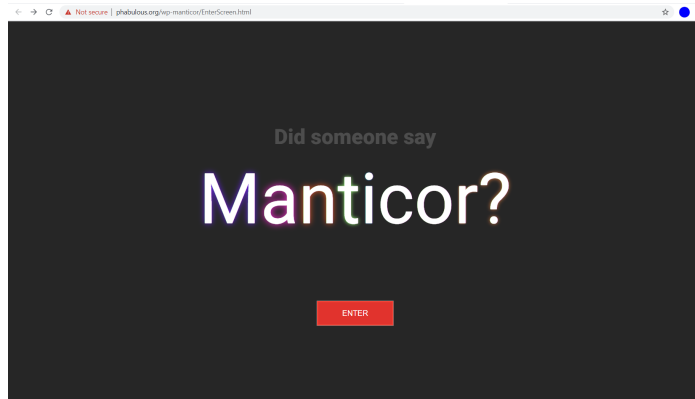 Not secure | phabulous.org/wp-manticor/EnterScreen.html
Did someone say
Manticor?
ENTER